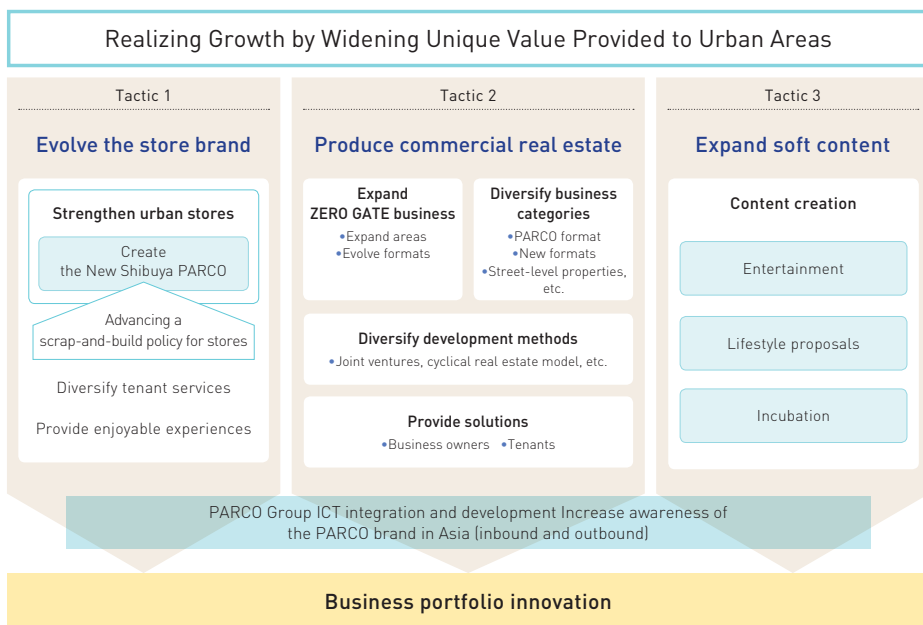 Realizing Growth by Widening Unique Value Provided to Urban Areas
Tactic 1
Evolve the store brand
Strengthen urban stores
Create
the New Shibuya PARCO
Advancing a
scrap-and-build policy for stores
Diversify tenant services
Provide enjoyable experiences
Tactic 2
Produce commercial real estate
Expand
ZERO GATE business
•Expand areas
•Evolve formats
Diversify business
categories
•PARCO format
•New formats
•Street-level properties,
etc.
Diversify development methods
•Joint ventures, cyclical real estate model, etc.
Provide solutions
•Business owners •Tenants
Tactic 3
Expand soft content
Content creation
Entertainment
Lifestyle proposals
Incubation
PARCO Group ICT integration and development Increase awareness of
the PARCO brand in Asia (inbound and outbound)
Business portfolio innovation